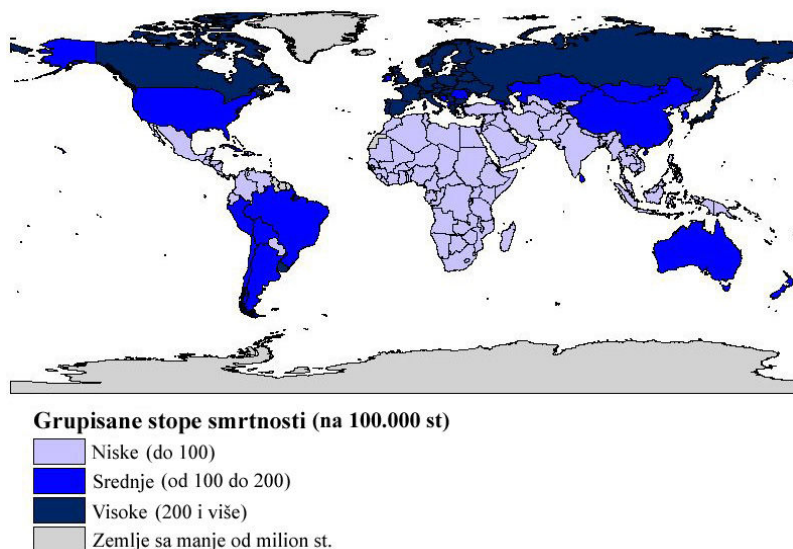 Grupisane stope smrtnosti (na 100.000 st)
Niske (do 100)
Srednje (od 100 do 200)
Visoke (200 i više)
Zemlje sa manje od milion st.